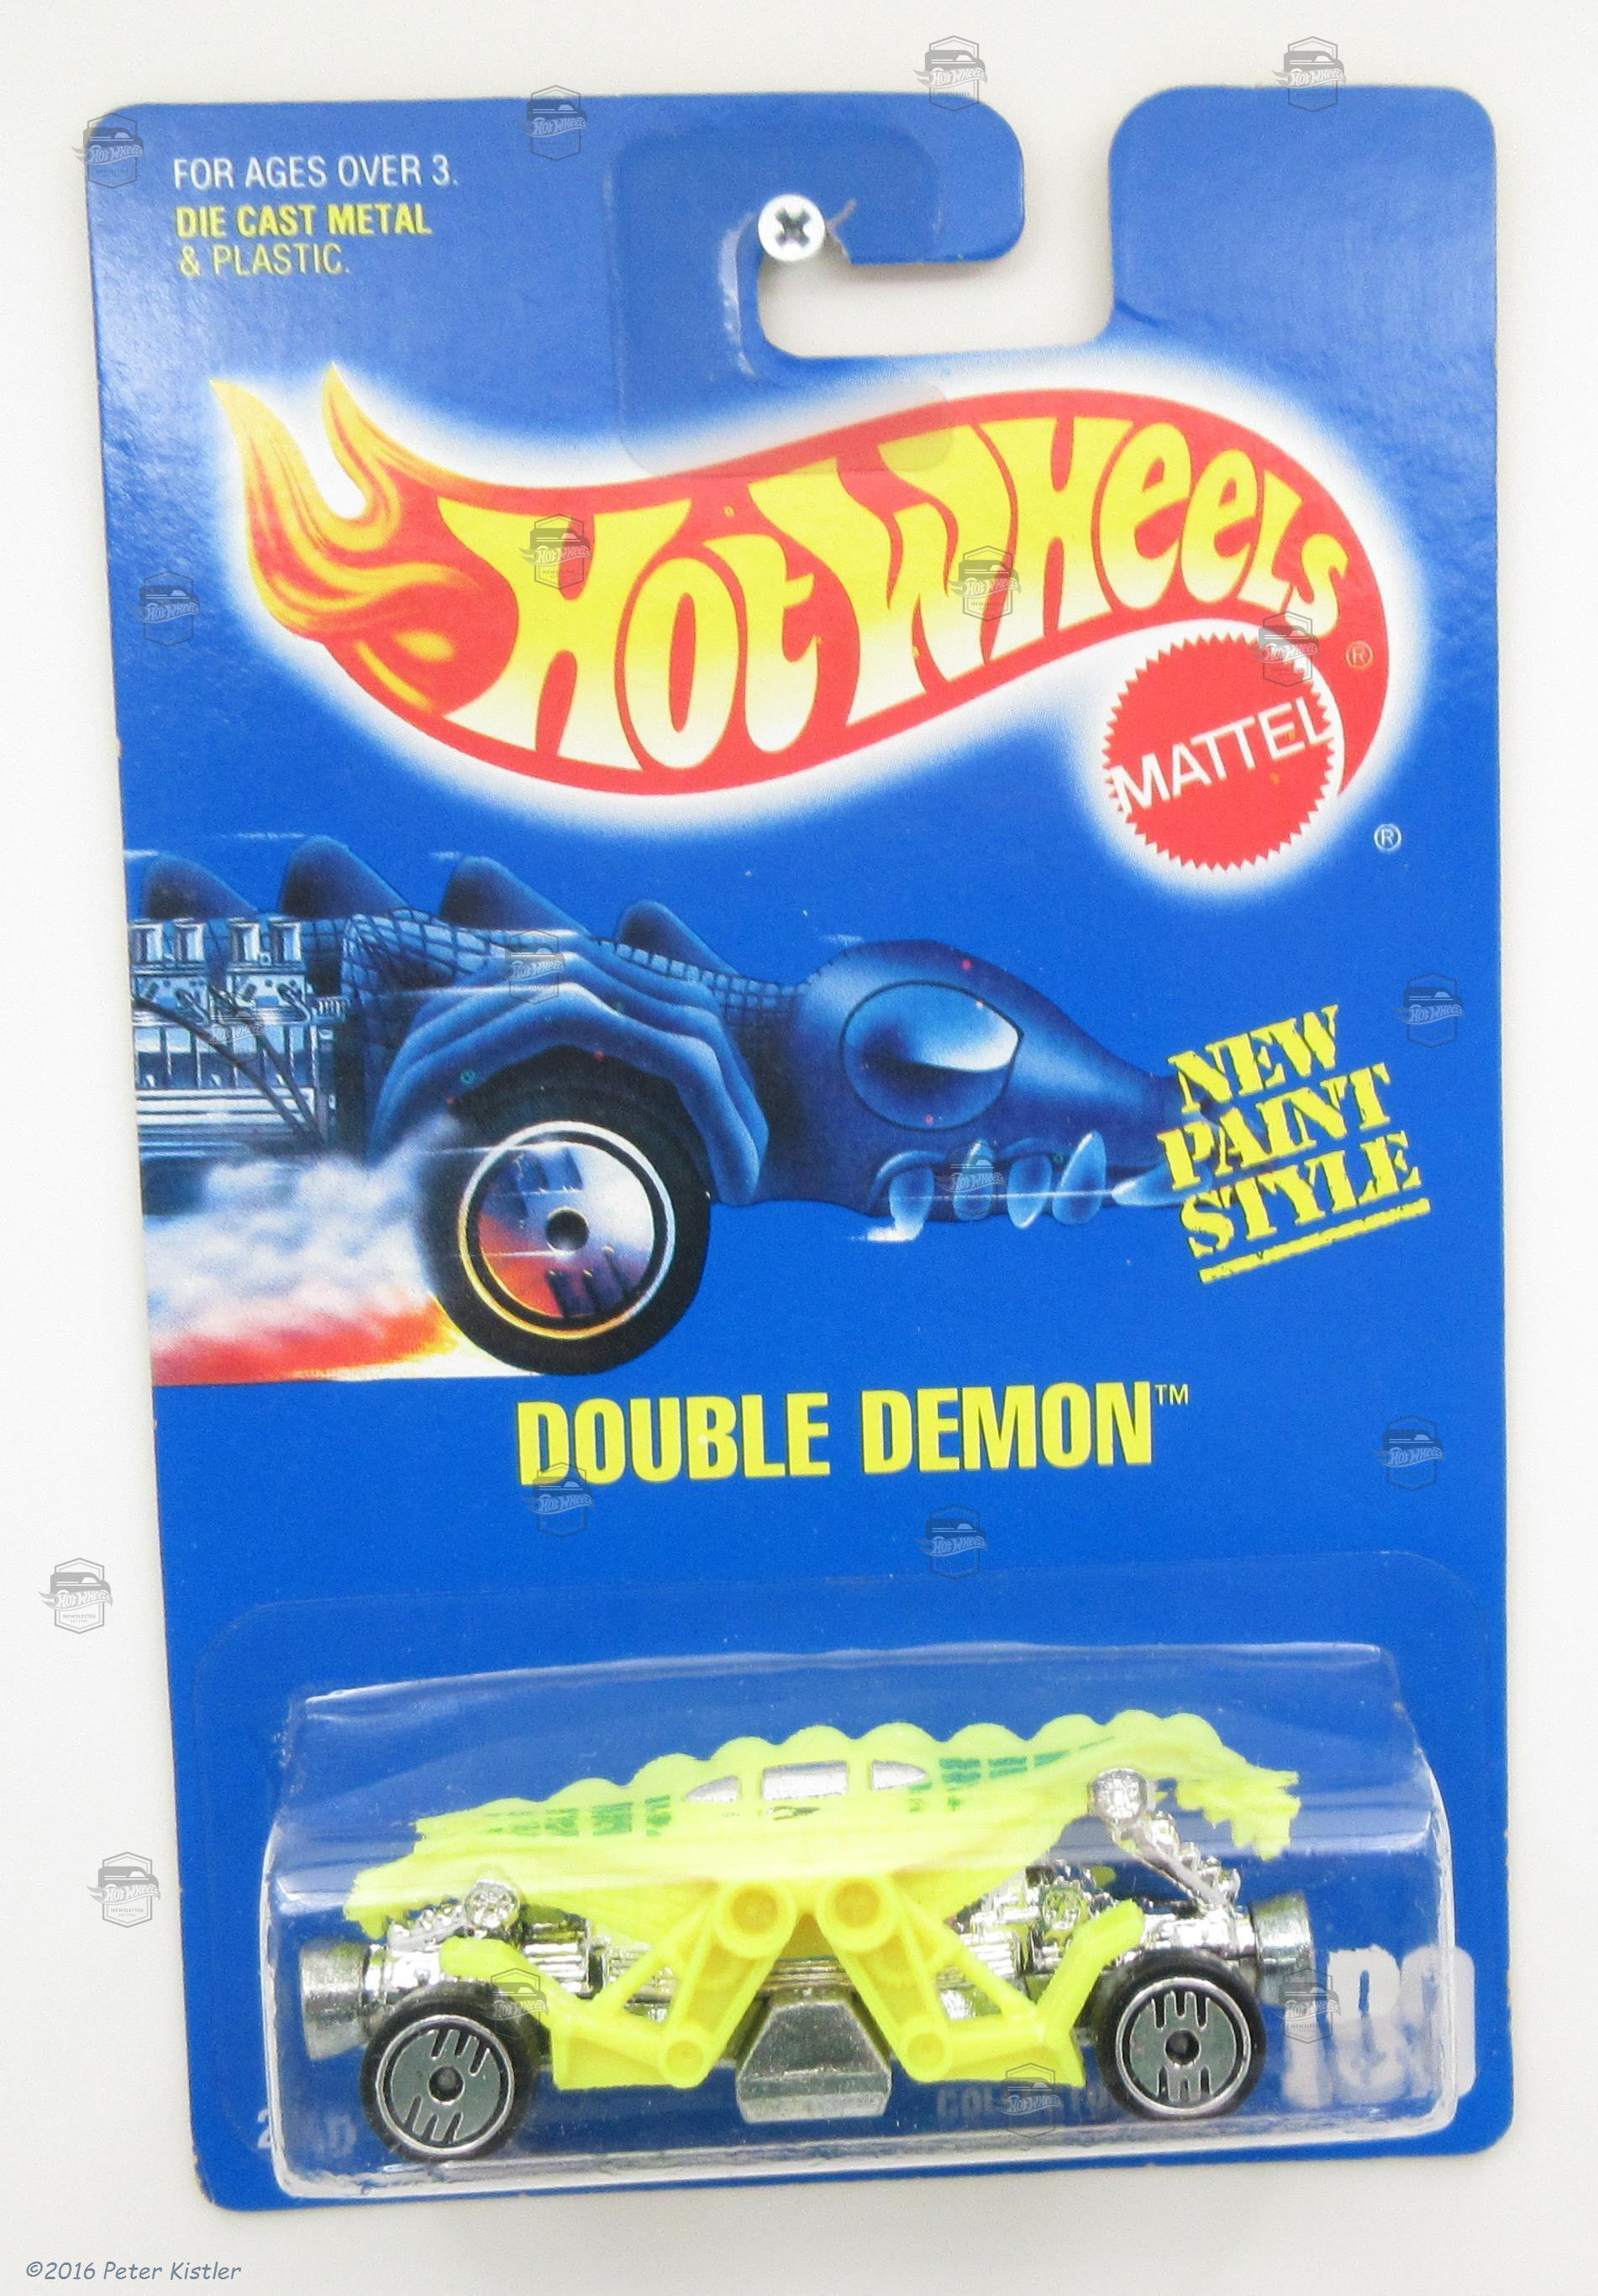 FOR AGES OVER 3.
DIE CAST METAL
& PLASTIC.
HOT WHEELS ®
MATTEL
®
NEW
PAINT
STYLE
DOUBLE DEMON™
©2016 Peter Kistler